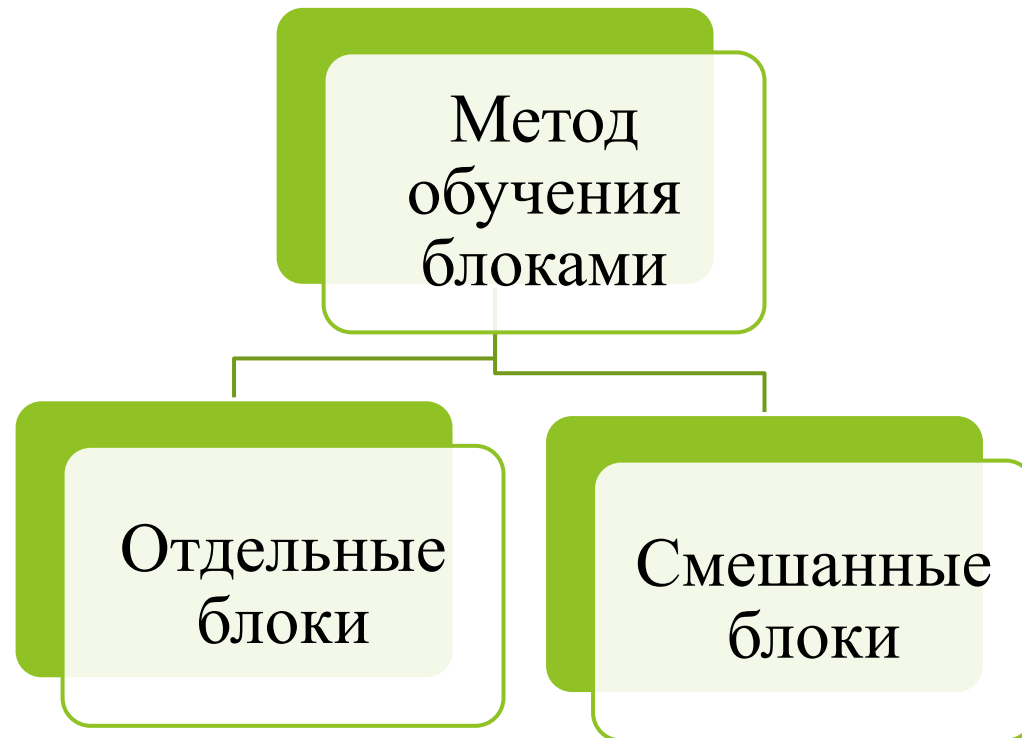 Метод
обучения
блоками
Отдельные
блоки
Смешанные
блоки